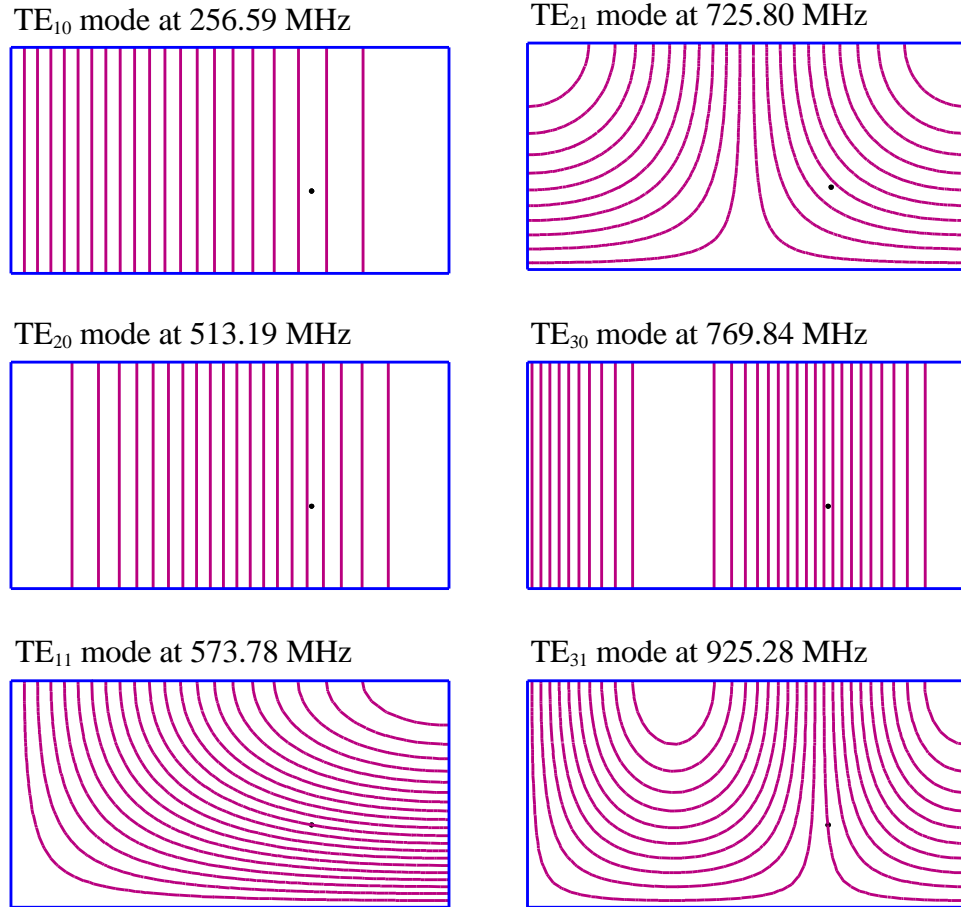 TE₁₀ mode at 256.59 MHz
TE₂₁ mode at 725.80 MHz
TE₂₀ mode at 513.19 MHz
TE₃₀ mode at 769.84 MHz
TE₁₁ mode at 573.78 MHz
TE₃₁ mode at 925.28 MHz